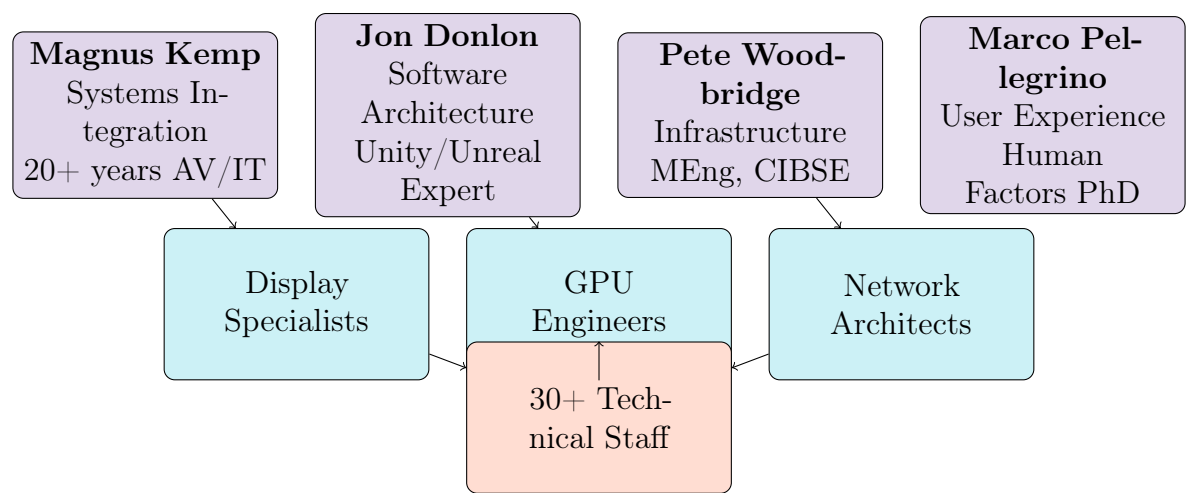 Magnus Kemp
Systems In-
tegration
20+ years AV/IT
Jon Donlon
Software
Architecture
Unity/Unreal
Expert
Pete Wood-
bridge
Infrastructure
MEng, CIBSE
Marco Pel-
legrino
User Experience
Human
Factors PhD
Display
Specialists
GPU
Engineers
Network
Architects
30+ Tech-
nical Staff